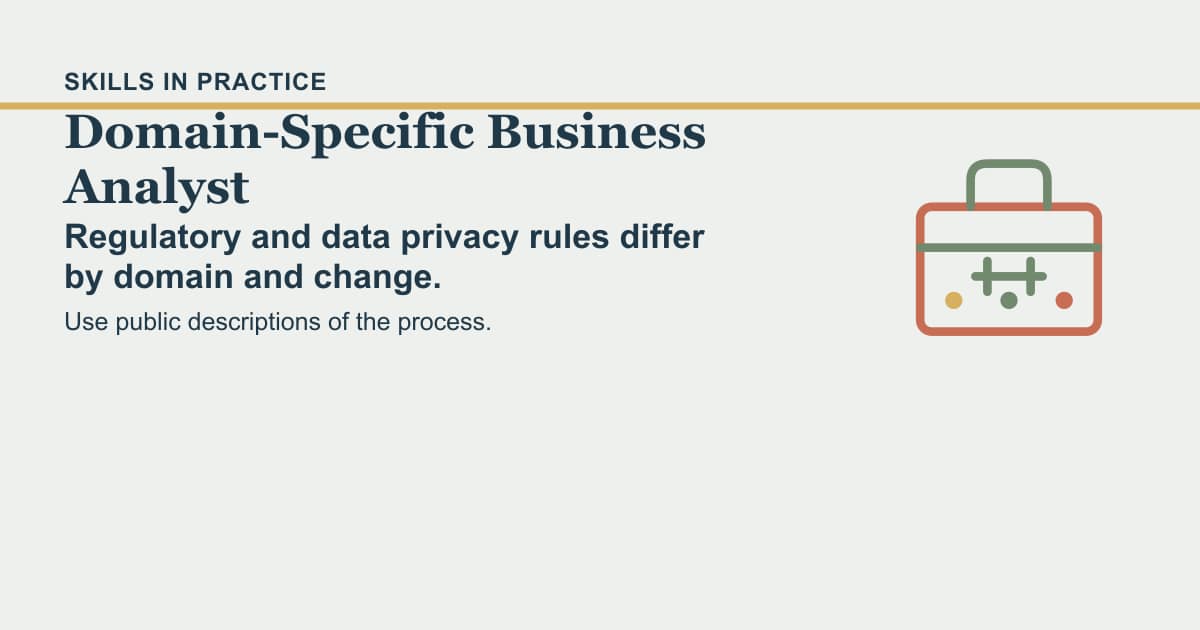 SKILLS IN PRACTICE
Domain-Specific Business
Analyst
Regulatory and data privacy rules differ
by domain and change.
Use public descriptions of the process.